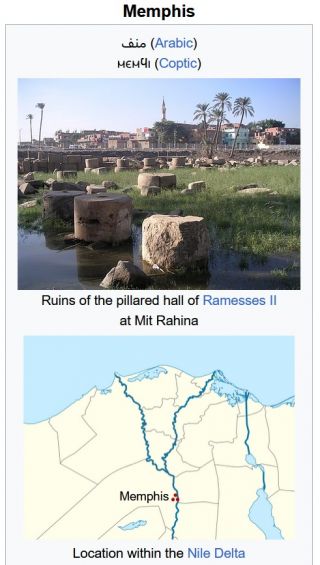 Memphis
منف (Arabic)
ⲙⲉⲙϥⲓ (Coptic)
Ruins of the pillared hall of Ramesses II
at Mit Rahina
Memphis
Location within the Nile Delta